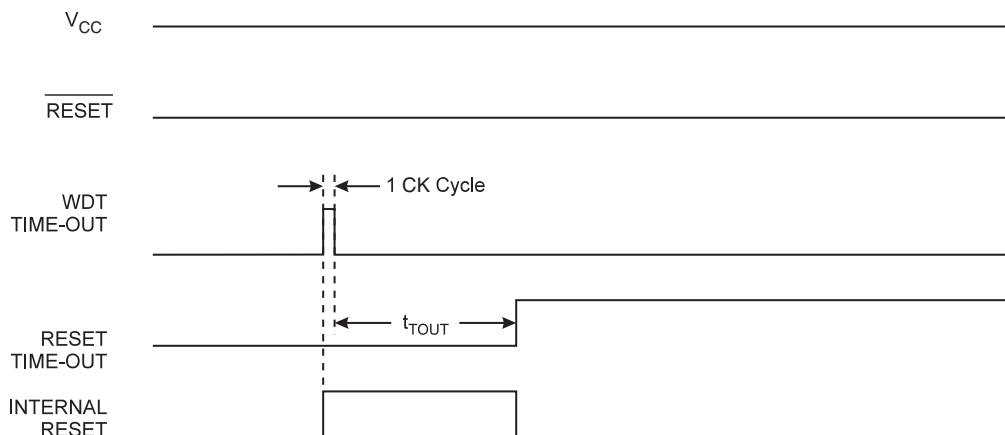 VCC
RESET
1 CK Cycle
WDT
TIME-OUT
tTOUT
RESET
TIME-OUT
INTERNAL
RESET